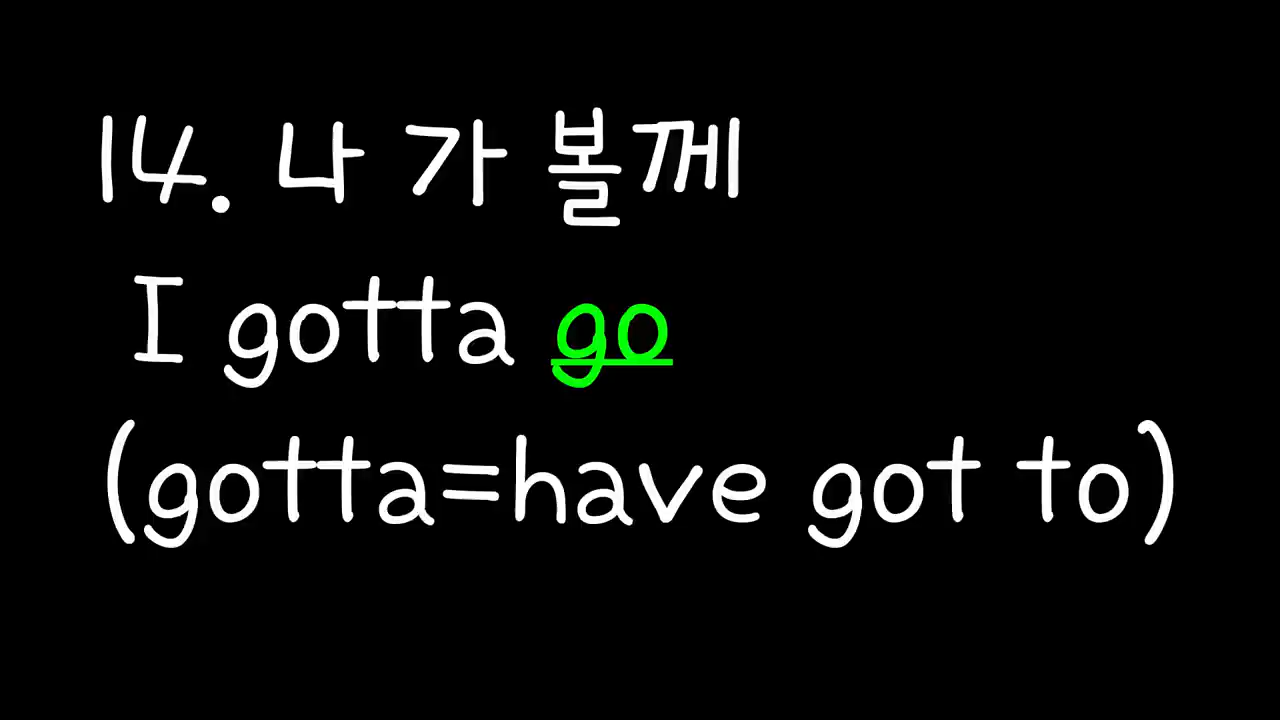 14. 나 가 볼께
I gotta go
(gotta=have got to)